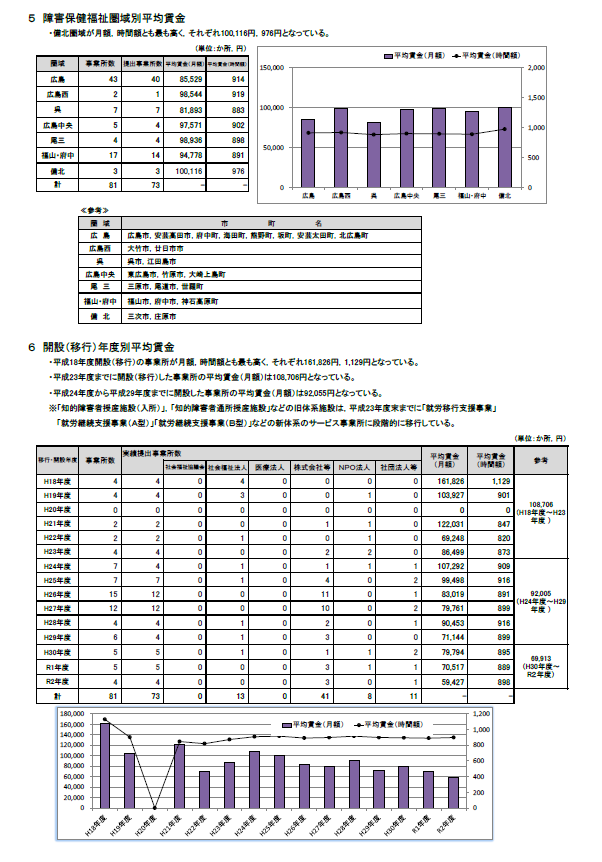 ５ 障害保健福祉圏域別平均賃金
・備北圏域が月額，時間額とも最も高く，それぞれ100,116円，976円となっている。
（単位：か所，円）
圏域 事業所数 提出事業所数 平均賃金（月額） 平均賃金（時間額）
広島 43 40 85,529 914
広島西 2 1 98,544 919
呉 7 7 81,893 883
広島中央 5 4 97,571 902
尾三 4 4 98,936 898
福山・府中 17 14 94,778 891
備北 3 3 100,116 976
計 81 73 － －
平均賃金（月額） 平均賃金（時間額）
150,000 2,000
1,500
100,000 1,000
50,000 500
0 0
広島 広島西 呉 広島中央 尾三 福山・府中 備北
≪参考≫
圏域 市町名
広島 広島市，安芸高田市，府中町，海田町，熊野町，坂町，安芸太田町，北広島町
広島西 大竹市，廿日市市
呉 呉市，江田島市
広島中央 東広島市，竹原市，大崎上島町
尾三 三原市，尾道市，世羅町
福山・府中 福山市，府中市，神石高原町
備北 三次市，庄原市
６ 開設（移行）年度別平均賃金
・平成18年度開設（移行）の事業所が月額，時間額とも最も高く，それぞれ161,826円，1,129円となっている。
・平成23年度までに開設（移行）した事業所の平均賃金（月額）は108,706円となっている。
・平成24年度から平成29年度までに開設した事業所の平均賃金（月額）は92,055円となっている。
※「知的障害者授産施設（入所）」，「知的障害者通所授産施設」などの旧体系施設は，平成23年度末までに「就労移行支援事業」
「就労継続支援事業（Ａ型）」「就労継続支援事業（Ｂ型）」などの新体系のサービス事業所に段階的に移行している。
（単位：か所，円）
移行・開設年度 事業所数 実績提出事業所数 平均賃金（月額） 平均賃金（時間額） 参考
社会福祉協議会 社会福祉法人 医療法人 株式会社等 NPO法人 社団法人等
H18年度 4 4 0 4 0 0 0 0 161,826 1,129
H19年度 4 4 0 3 0 0 1 0 103,927 901
H20年度 0 0 0 0 0 0 0 0 0 0
H21年度 2 2 0 0 0 1 1 0 122,031 847
H22年度 2 2 0 1 0 0 1 0 69,248 820
H23年度 4 4 0 0 0 2 2 0 86,499 873
108,706
（H18年度～H23
年度）
H24年度 7 4 0 1 0 1 1 1 107,292 909
H25年度 7 7 0 1 0 4 0 2 99,498 916
H26年度 15 12 0 0 0 11 0 1 83,019 891
H27年度 12 12 0 0 0 10 0 2 79,761 899
H28年度 4 4 0 1 0 2 0 1 90,453 916
H29年度 6 4 0 1 0 3 0 0 71,144 899
92,005
（H24年度～H29
年度）
H30年度 5 5 0 1 0 1 1 2 79,794 895
R1年度 5 5 0 0 0 3 1 1 70,517 889
R2年度 4 4 0 0 0 3 0 1 59,427 898
69,913
（H30年度～
R2年度）
計 81 73 0 13 0 41 8 11 － －
平均賃金（月額） 平均賃金（時間額）
180,000 1,200
160,000
140,000 1,000
120,000 800
100,000
80,000 600
60,000 400
40,000
20,000 200
0 0
H18年度 H19年度 H20年度 H21年度 H22年度 H23年度 H24年度 H25年度 H26年度 H27年度 H28年度 H29年度 H30年度 R1年度 R2年度